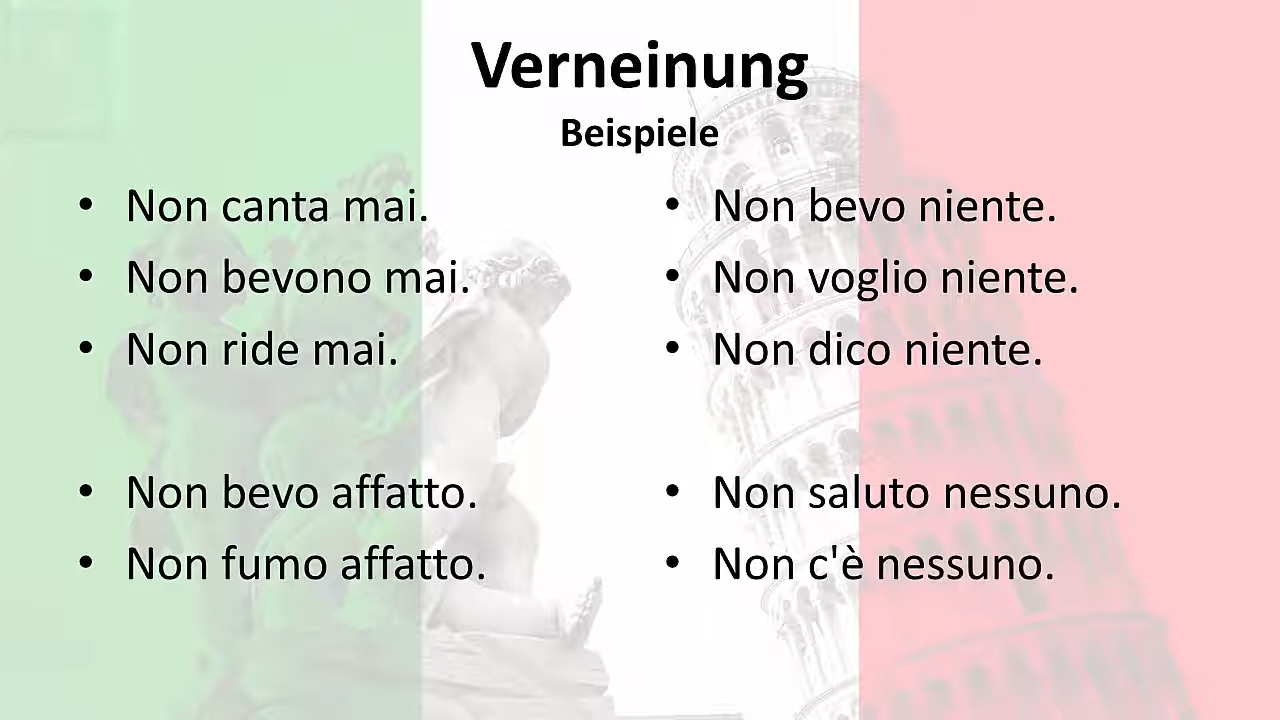 Verneinung
Beispiele
• Non canta mai.
• Non bevono mai.
• Non ride mai.
• Non bevo affatto.
• Non fumo affatto.
• Non bevo niente.
• Non voglio niente.
• Non dico niente.
• Non saluto nessuno.
• Non c'è nessuno.